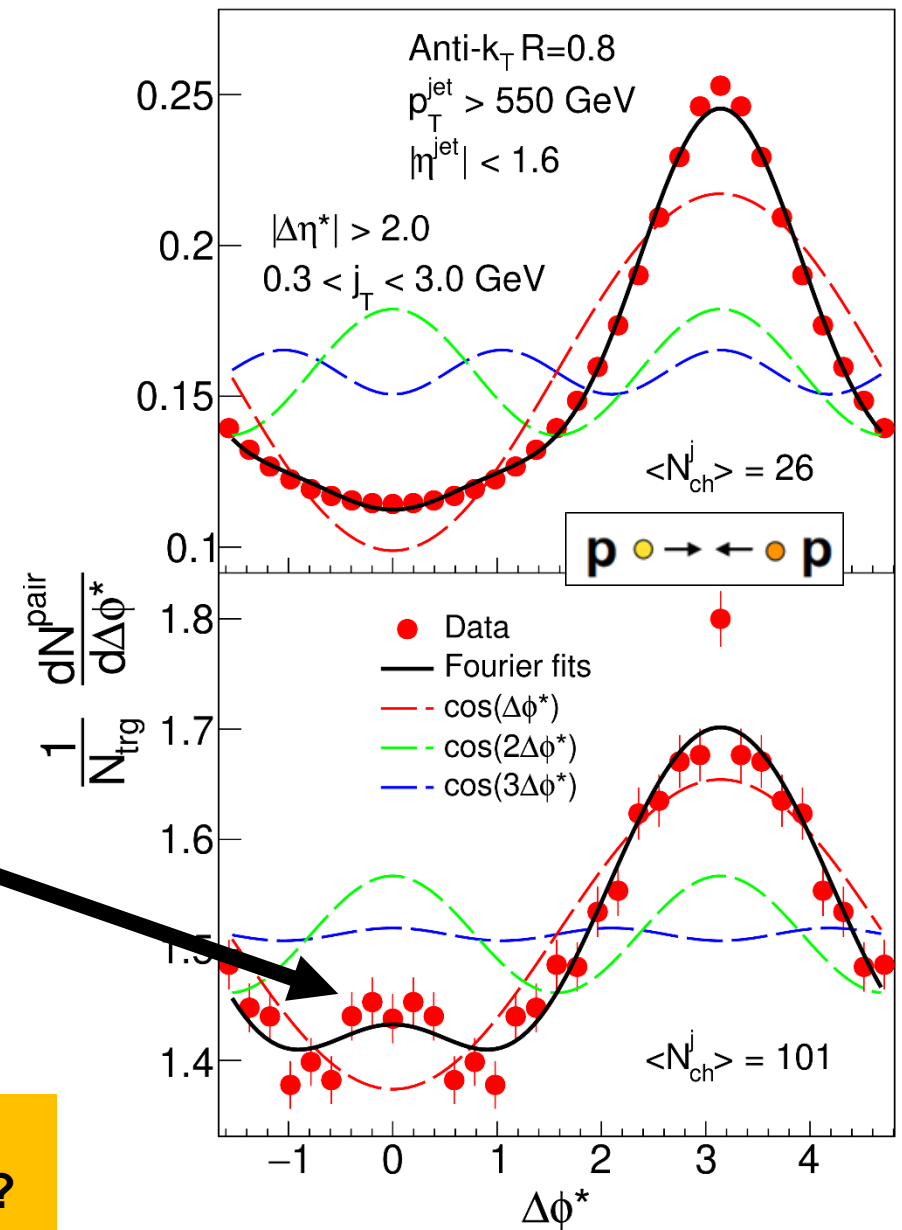 Anti-k_T R=0.8
p_T^jet > 550 GeV
|η^jet| < 1.6
|Δη*| > 2.0
0.3 < j_T < 3.0 GeV
0.25
0.2
0.15
0.1
<N_ch^j> = 26
p p
1/N_trg dN^pair/dΔϕ*
Data
Fourier fits
cos(Δϕ*)
cos(2Δϕ*)
cos(3Δϕ*)
1.8
1.7
1.6
1.5
1.4
<N_ch^j> = 101
−1 0 1 2 3 4
Δϕ*
?